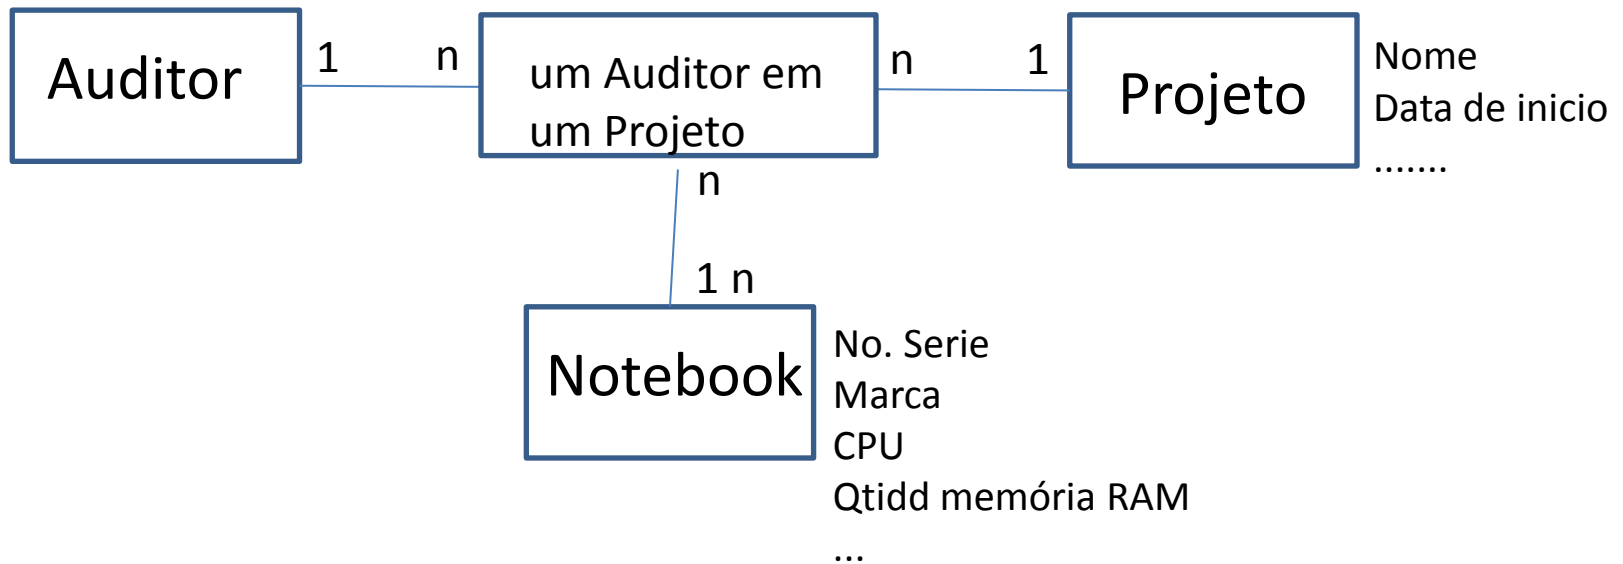 Auditor
1
n
um Auditor em
um Projeto
n
1
Projeto
Nome
Data de inicio
.......
n
1 n
Notebook
No. Serie
Marca
CPU
Qtidd memória RAM
...